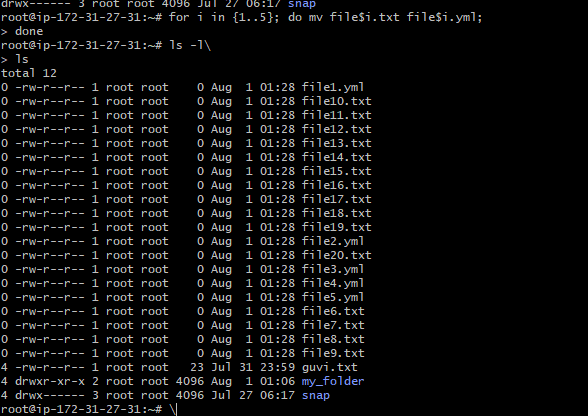 drwx------ 3 root root 4096 Jul 27 06:17 snap
root@ip-172-31-27-31:~# for i in {1..5}; do mv file$i.txt file$i.yml;
> done
root@ip-172-31-27-31:~# ls -l\
> ls
total 12
0 -rw-r--r-- 1 root root    0 Aug  1 01:28 file1.yml
0 -rw-r--r-- 1 root root    0 Aug  1 01:28 file10.txt
0 -rw-r--r-- 1 root root    0 Aug  1 01:28 file11.txt
0 -rw-r--r-- 1 root root    0 Aug  1 01:28 file12.txt
0 -rw-r--r-- 1 root root    0 Aug  1 01:28 file13.txt
0 -rw-r--r-- 1 root root    0 Aug  1 01:28 file14.txt
0 -rw-r--r-- 1 root root    0 Aug  1 01:28 file15.txt
0 -rw-r--r-- 1 root root    0 Aug  1 01:28 file16.txt
0 -rw-r--r-- 1 root root    0 Aug  1 01:28 file17.txt
0 -rw-r--r-- 1 root root    0 Aug  1 01:28 file18.txt
0 -rw-r--r-- 1 root root    0 Aug  1 01:28 file19.txt
0 -rw-r--r-- 1 root root    0 Aug  1 01:28 file2.yml
0 -rw-r--r-- 1 root root    0 Aug  1 01:28 file20.txt
0 -rw-r--r-- 1 root root    0 Aug  1 01:28 file3.yml
0 -rw-r--r-- 1 root root    0 Aug  1 01:28 file4.yml
0 -rw-r--r-- 1 root root    0 Aug  1 01:28 file5.yml
0 -rw-r--r-- 1 root root    0 Aug  1 01:28 file6.txt
0 -rw-r--r-- 1 root root    0 Aug  1 01:28 file7.txt
0 -rw-r--r-- 1 root root    0 Aug  1 01:28 file8.txt
0 -rw-r--r-- 1 root root    0 Aug  1 01:28 file9.txt
4 -rw-r--r-- 1 root root   23 Jul 31 23:59 guvi.txt
4 drwxr-xr-x 2 root root 4096 Aug  1 01:06 my_folder
4 drwx------ 3 root root 4096 Jul 27 06:17 snap
root@ip-172-31-27-31:~# \